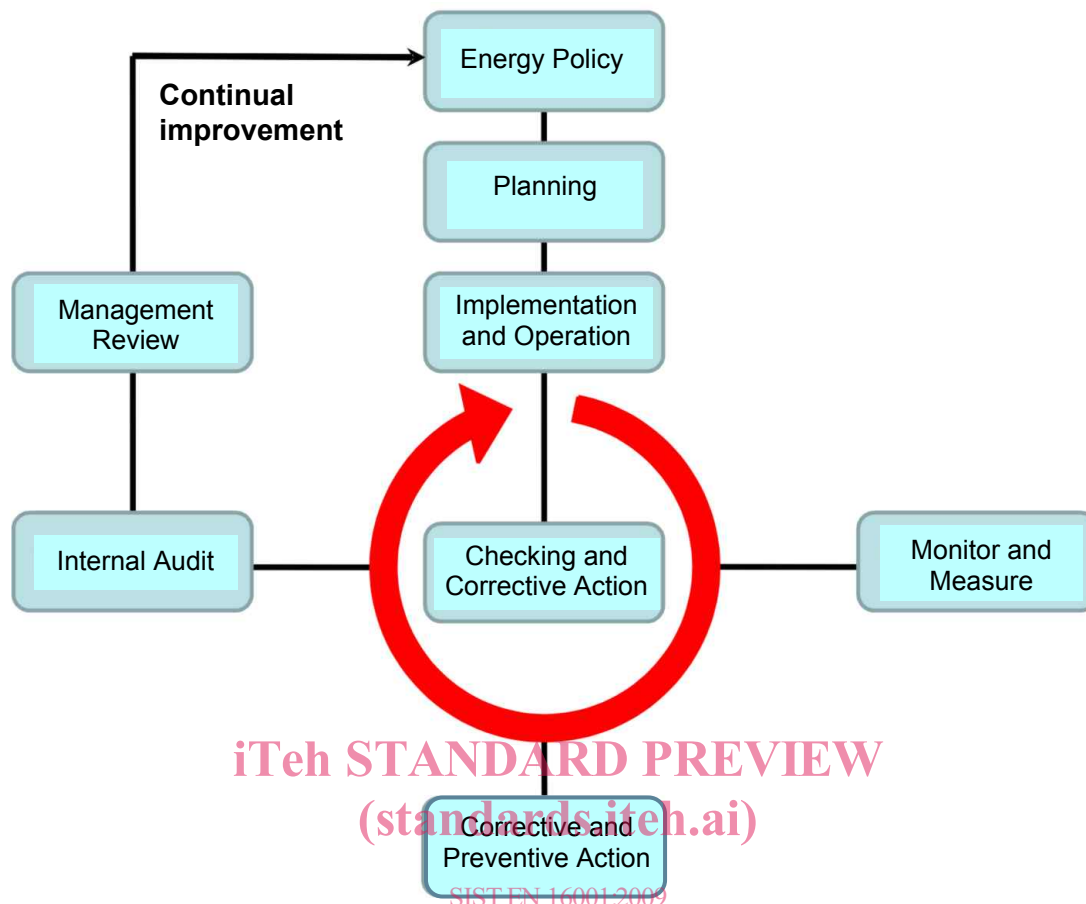 Energy Policy
Continual
improvement
Planning
Management
Review
Implementation
and Operation
Internal Audit
Checking and
Corrective Action
Monitor and
Measure
iTeh STANDARD PREVIEW
(standards.iteh.ai)
Corrective and
Preventive Action
SIST EN 16001:2009